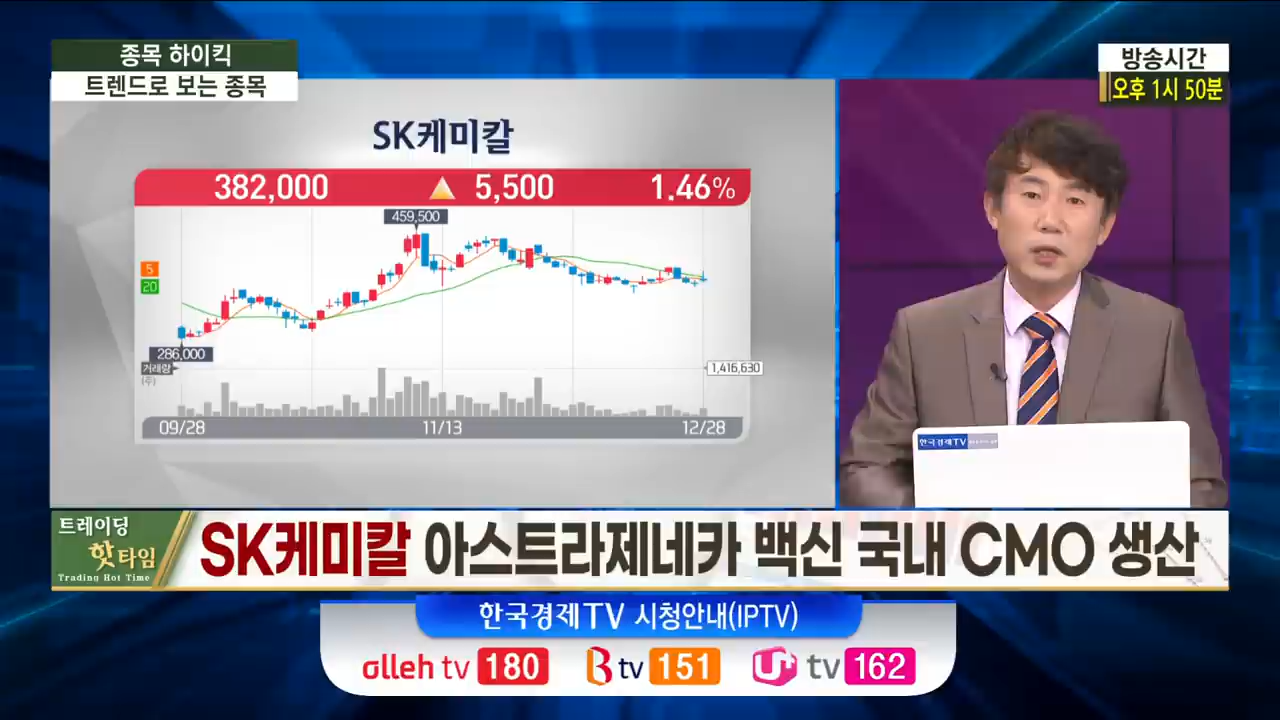 종목 하이킥
트렌드로 보는 종목
방송시간
오후 1시 50분
SK케미칼
382,000 ▲ 5,500 1.46%
459,500
5
20
286,000
거래량
(주)
1,416,630
09/28 11/13 12/28
한국경제TV
트레이딩
핫타임
Trading Hot Time
SK케미칼 아스트라제네카 백신 국내 CMO 생산
한국경제TV 시청안내(IPTV)
olleh tv 180 B tv 151 U+ tv 162